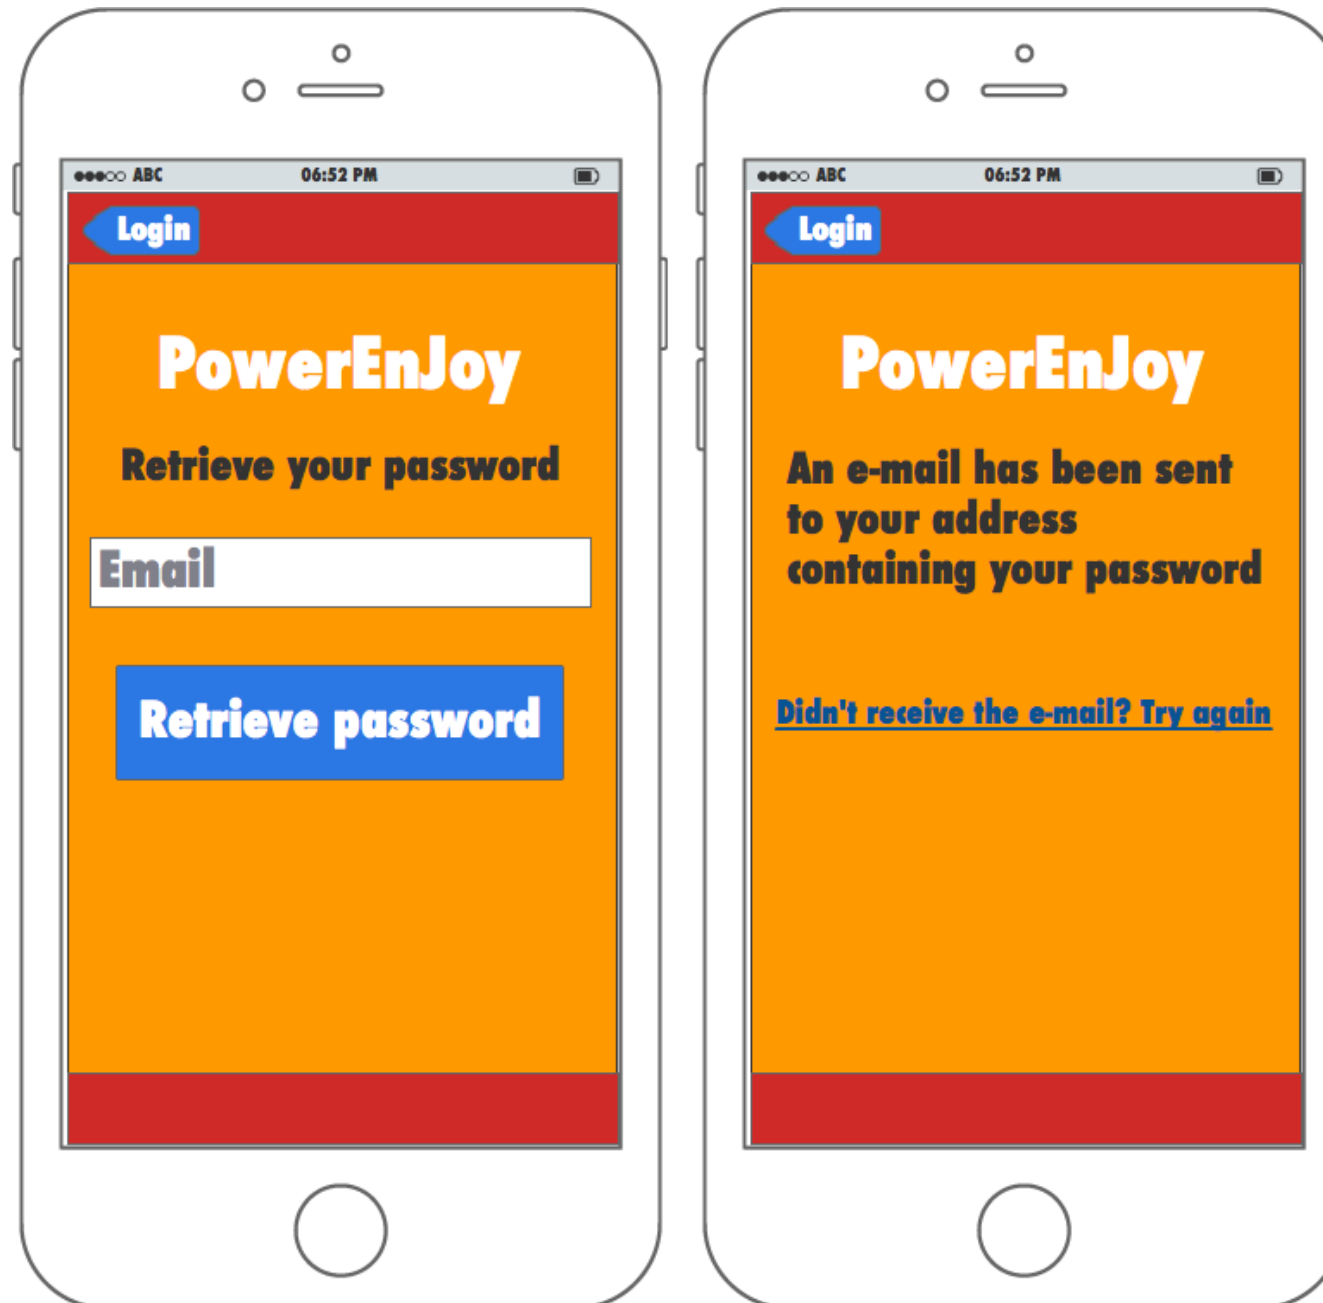 ABC 06:52 PM
Login
PowerEnJoy
Retrieve your password
Email
Retrieve password
ABC 06:52 PM
Login
PowerEnJoy
An e-mail has been sent
to your address
containing your password
Didn't receive the e-mail? Try again